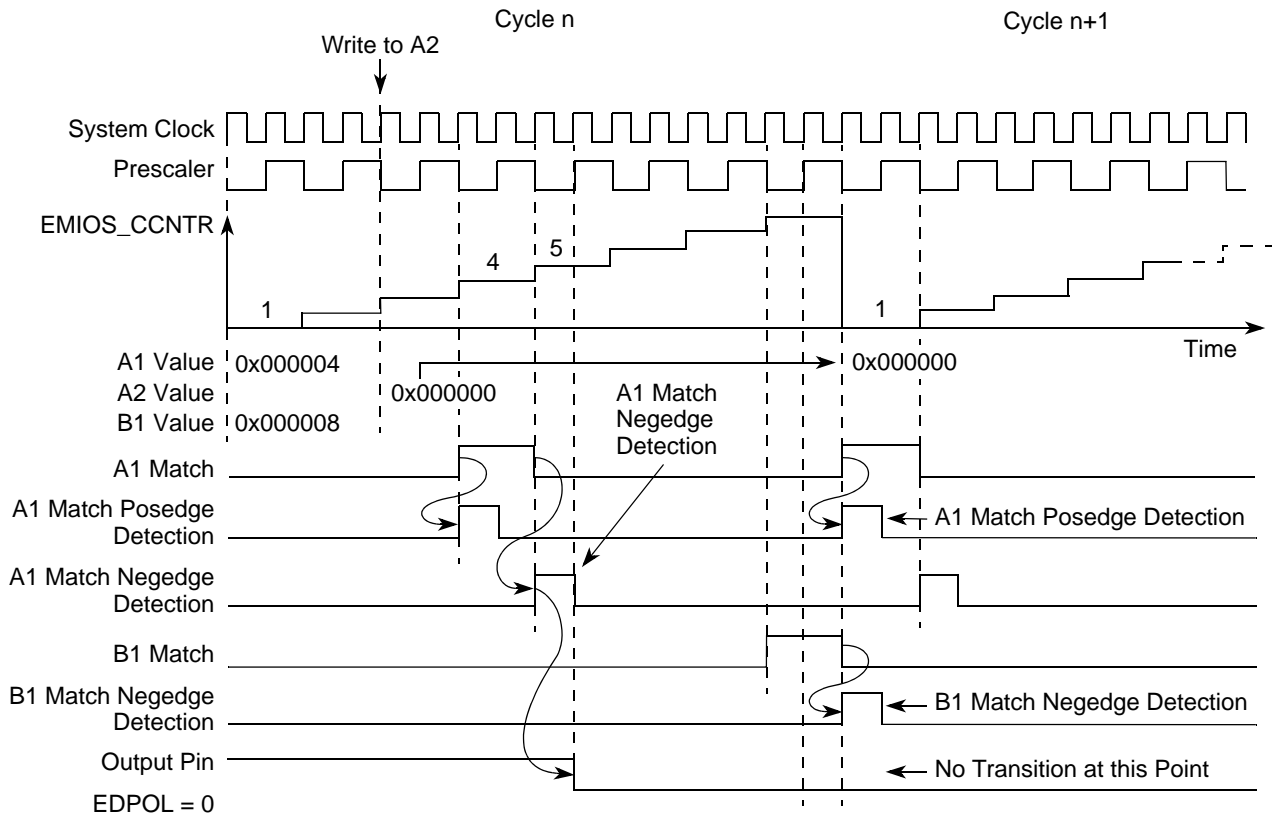 Cycle n
Cycle n+1
Write to A2
System Clock
Prescaler
EMIOS_CCNTR
4
5
1
1
Time
A1 Value
0x000004
0x000000
A2 Value
0x000000
B1 Value
0x000008
A1 Match
Negedge
Detection
A1 Match
A1 Match Posedge
Detection
A1 Match Posedge Detection
A1 Match Negedge
Detection
B1 Match
B1 Match Negedge
Detection
B1 Match Negedge Detection
Output Pin
No Transition at this Point
EDPOL = 0